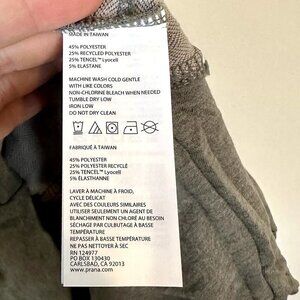 MADE IN TAIWAN
45% POLYESTER
25% RECYCLED POLYESTER
25% TENCEL™ Lyocell
5% ELASTANE
MACHINE WASH COLD GENTLE
WITH LIKE COLORS
NON-CHLORINE BLEACH WHEN NEEDED
TUMBLE DRY LOW
IRON LOW
DO NOT DRY CLEAN
FABRIQUÉ À TAIWAN
45% POLYESTER
25% POLYESTER RECYCLÉ
25% TENCEL™ Lyocell
5% ÉLASTHANNE
LAVER À MACHINE À FROID,
CYCLE DÉLICAT
AVEC DES COULEURS SIMILAIRES
UTILISER SEULEMENT UN AGENT DE
BLANCHIMENT NON CHLORÉ AU BESOIN
SÉCHAGE PAR CULBUTAGE À BASSE
TEMPÉRATURE
REPASSER À BASSE TEMPÉRATURE
NE PAS NETTOYER À SEC
RN 124977
PO BOX 130430
CARLSBAD, CA 92013
www.prana.com